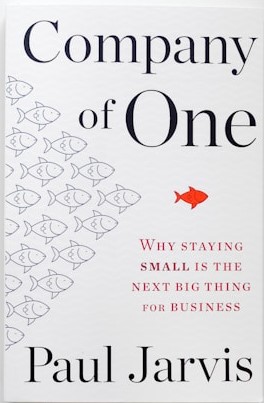 Company
of One
WHY STAYING
SMALL IS THE
NEXT BIG THING
FOR BUSINESS
Paul Jarvis